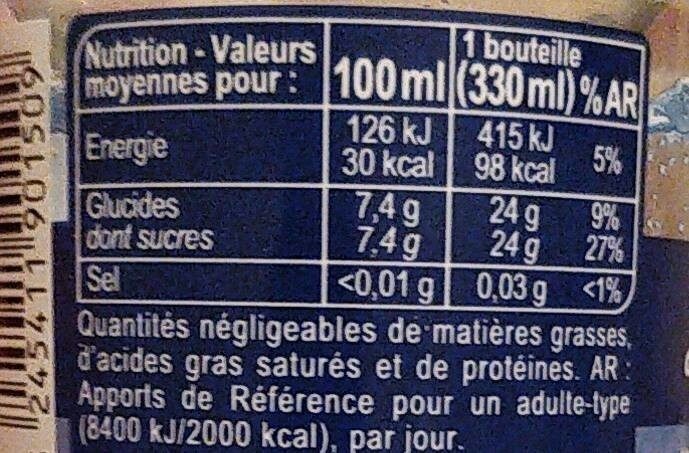 Nutrition - Valeurs moyennes pour : 100 ml 1 bouteille (330 ml) % AR
Energie 126 kJ 415 kJ
30 kcal 98 kcal 5%
Glucides 7,4 g 24 g 9%
dont sucres 7,4 g 24 g 27%
Sel <0,01 g 0,03 g <1%
Quantités négligeables de matières grasses,
d'acides gras saturés et de protéines. AR :
Apports de Référence pour un adulte-type
(8400 kJ/2000 kcal), par jour.
245411901509